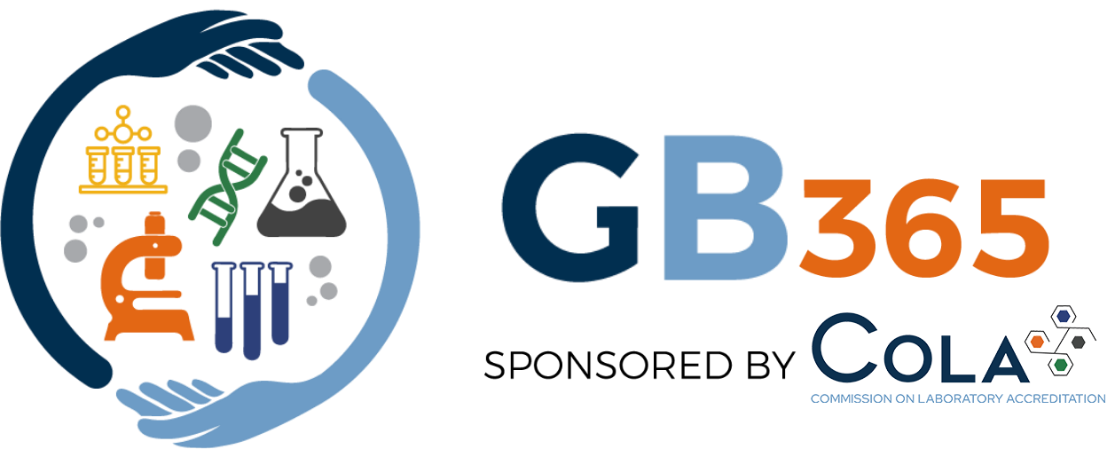 GB365
SPONSORED BY COLA
COMMISSION ON LABORATORY ACCREDITATION